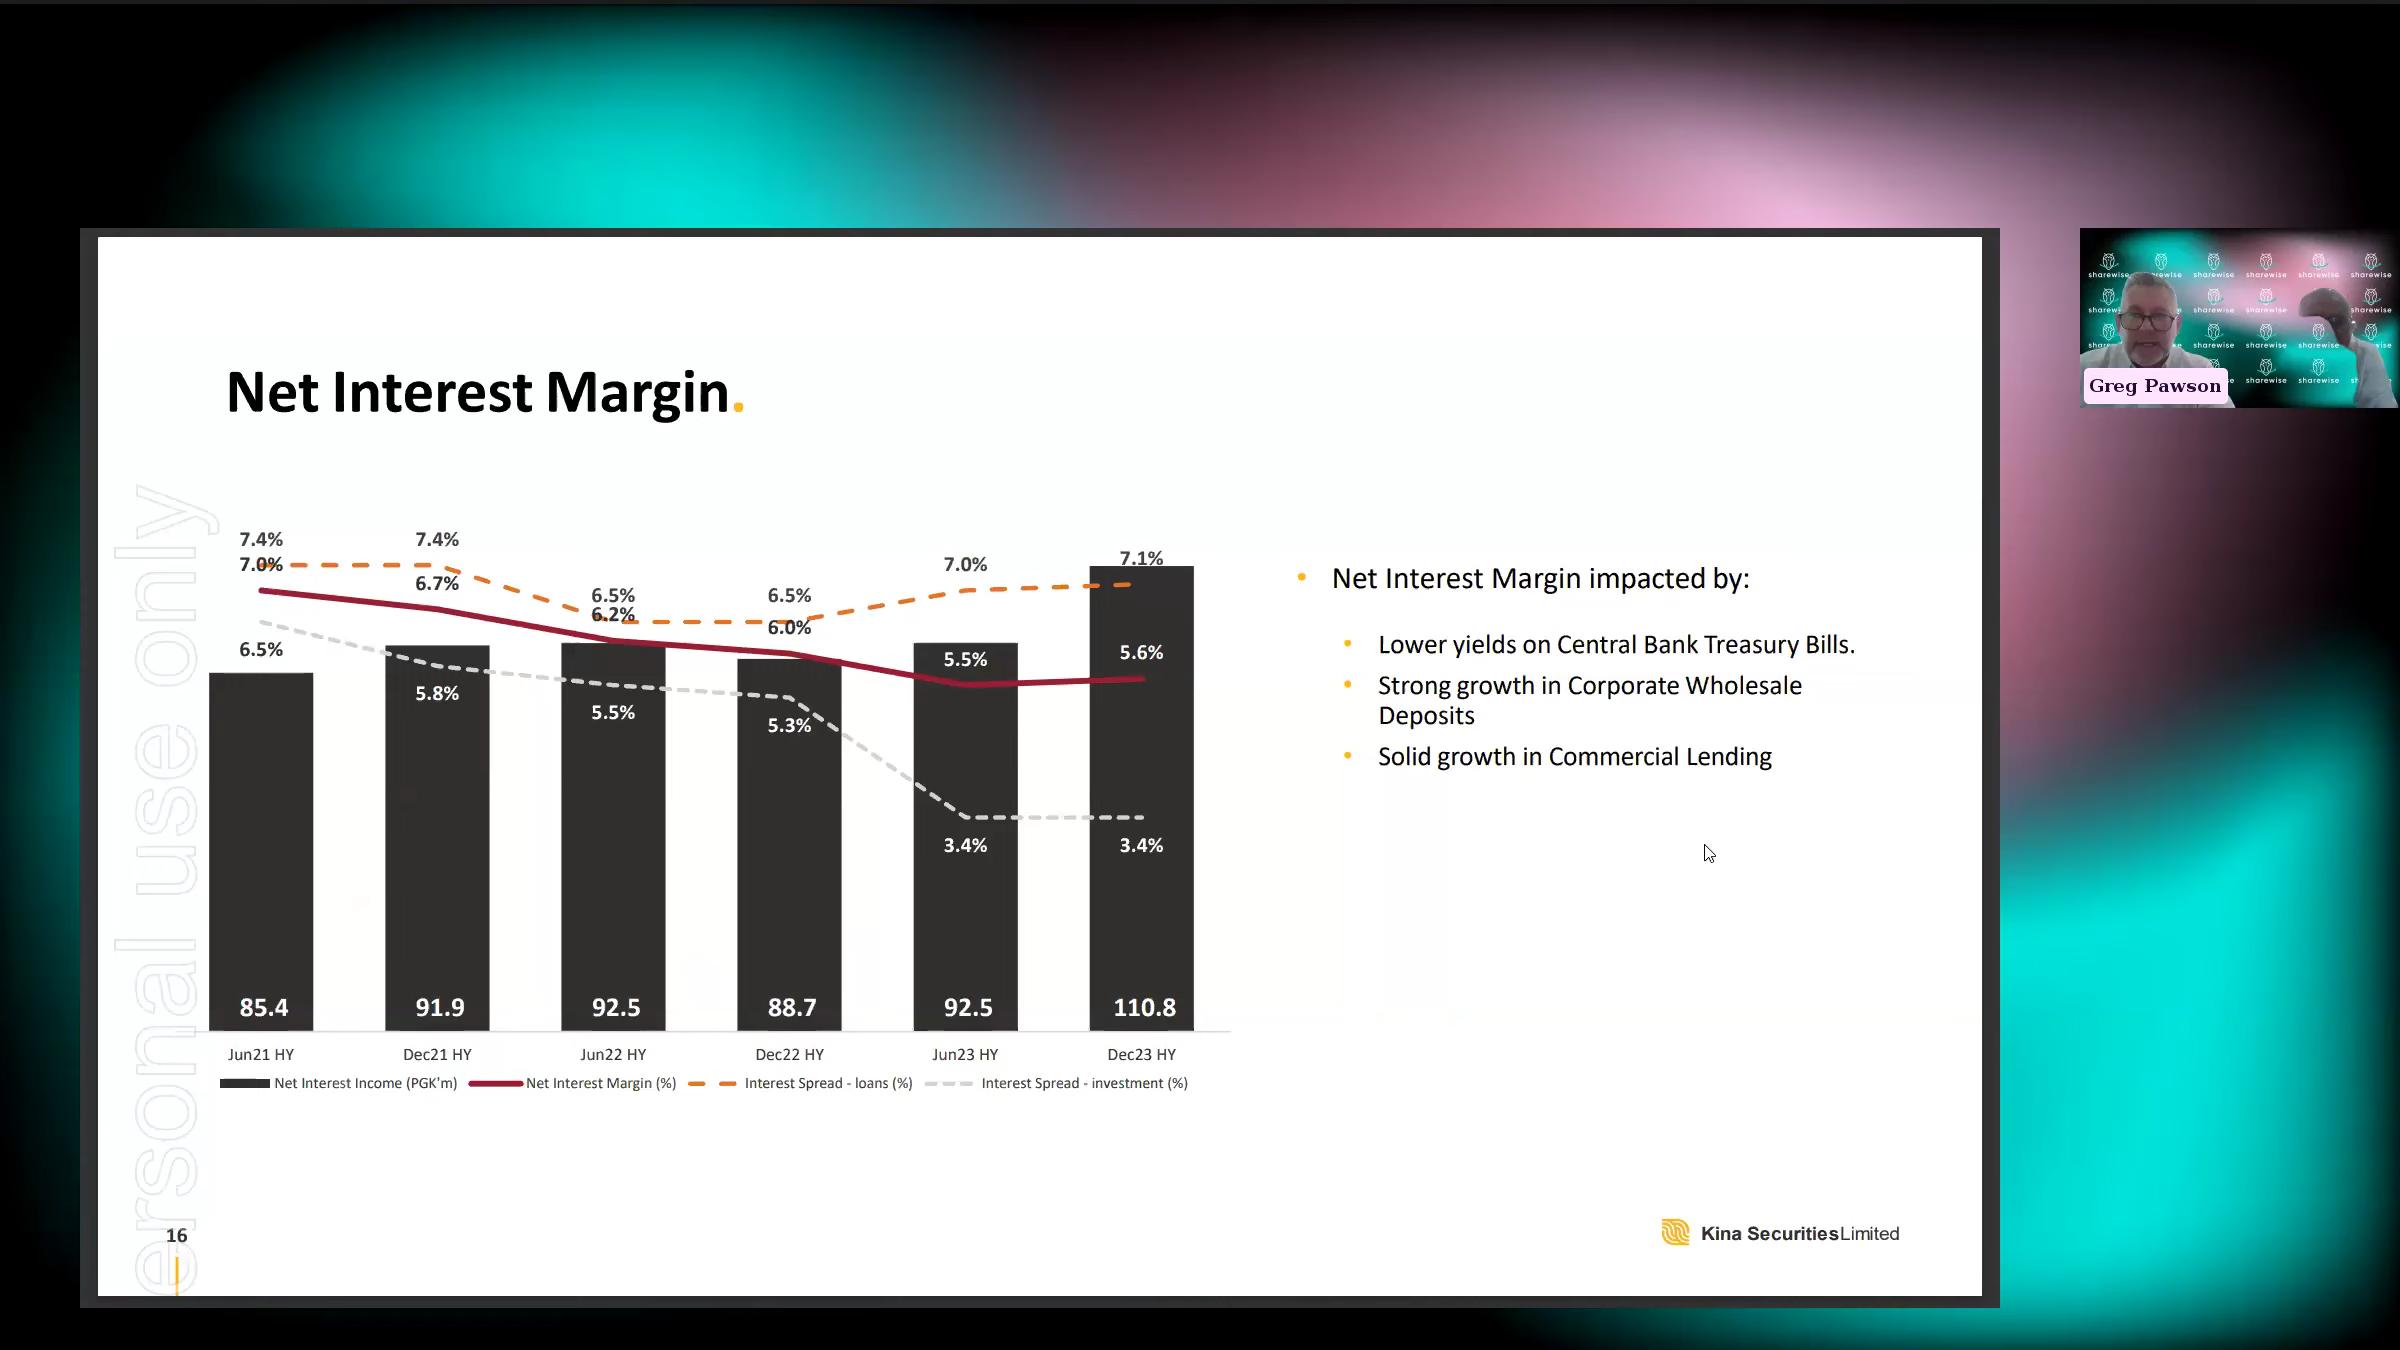 Net Interest Margin.
7.4%
7.4%
7.0%
6.7%
6.5%
6.2%
6.5%
6.0%
7.0%
7.1%
6.5%
5.8%
5.5%
5.3%
5.5%
5.6%
3.4%
3.4%
85.4
91.9
92.5
88.7
92.5
110.8
Jun21 HY
Dec21 HY
Jun22 HY
Dec22 HY
Jun23 HY
Dec23 HY
Net Interest Income (PGK'm)
Net Interest Margin (%)
Interest Spread - loans (%)
Interest Spread - investment (%)
• Net Interest Margin impacted by:
• Lower yields on Central Bank Treasury Bills.
• Strong growth in Corporate Wholesale
Deposits
• Solid growth in Commercial Lending
ersonal use only
16
Kina Securities Limited
sharewise
Greg Pawson